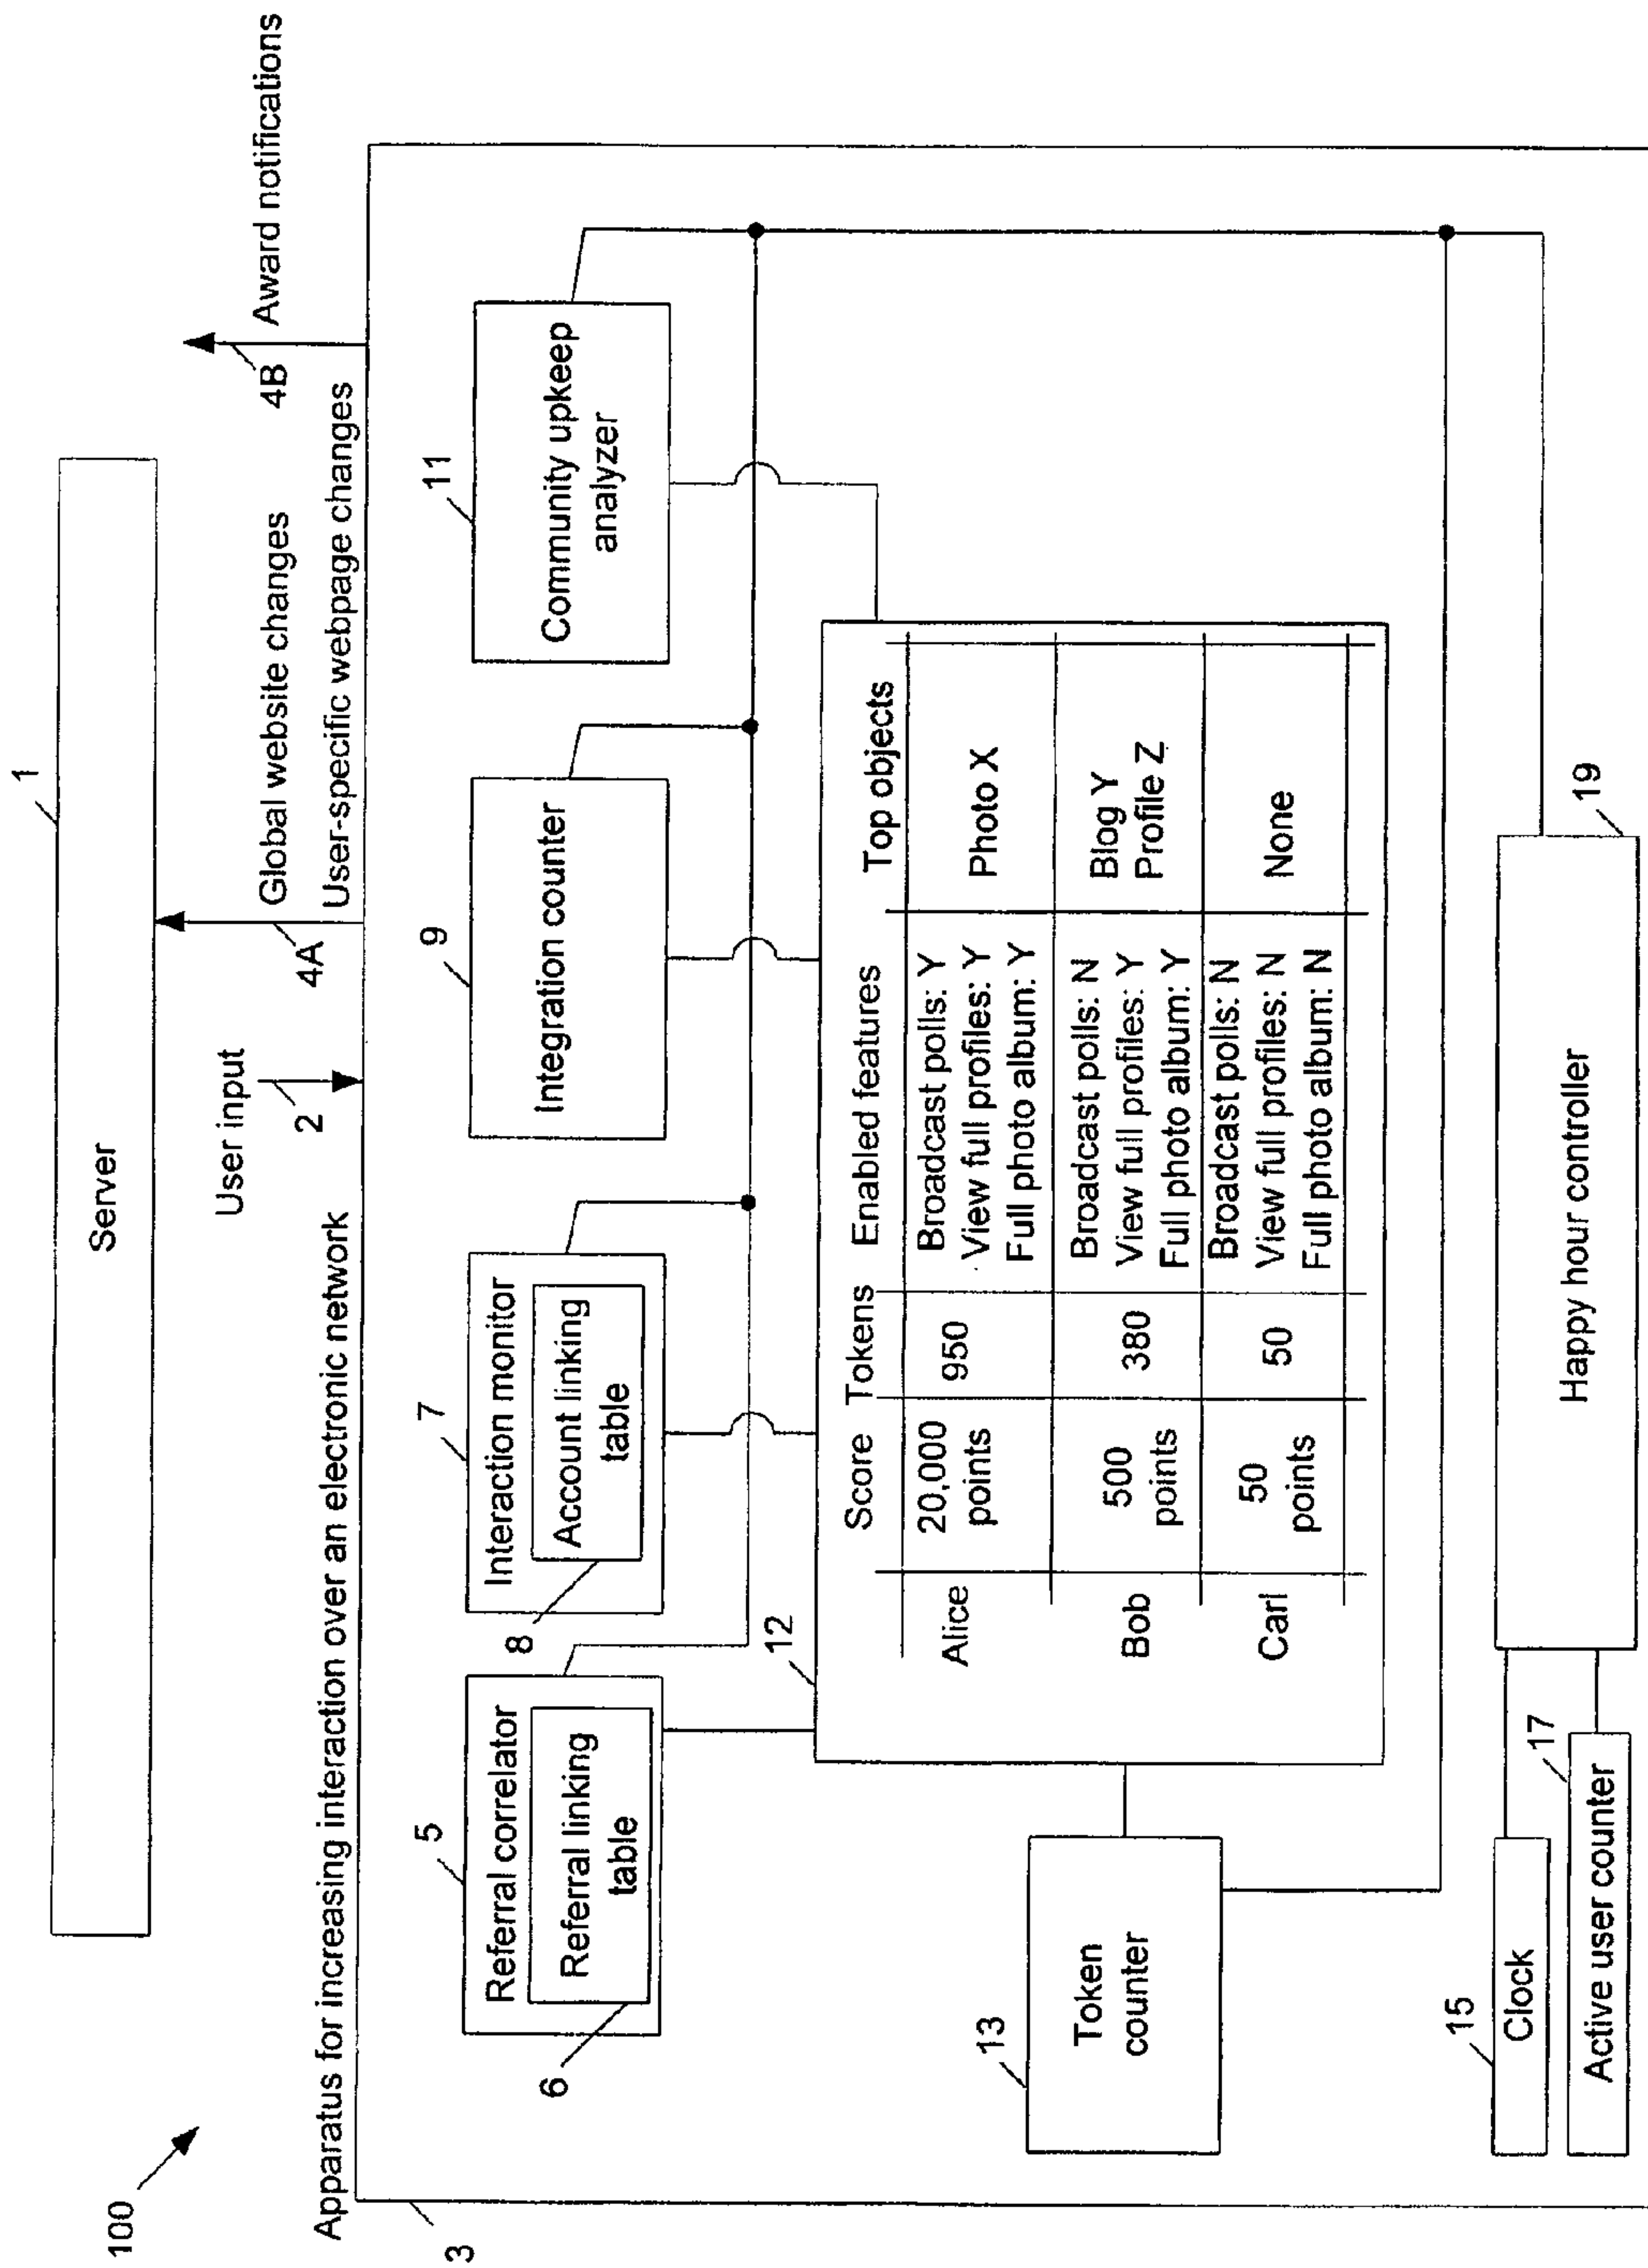 100
1
Server
User input
2
4A
Global website changes
User-specific webpage changes
4B
Award notifications
3
Apparatus for increasing interaction over an electronic network
5
Referral correlator
Referral linking
table
6
7
Interaction monitor
Account linking
table
8
9
Integration counter
11
Community upkeep
analyzer
12
Score Tokens Enabled features Top objects
Alice
20,000
points
950
Broadcast polls: Y
View full profiles: Y
Full photo album: Y
Photo X
Bob
500
points
380
Broadcast polls: N
View full profiles: Y
Full photo album: Y
Blog Y
Profile Z
Carl
50
points
50
Broadcast polls: N
View full profiles: N
Full photo album: N
None
13
Token
counter
15
Clock
17
Active user counter
19
Happy hour controller